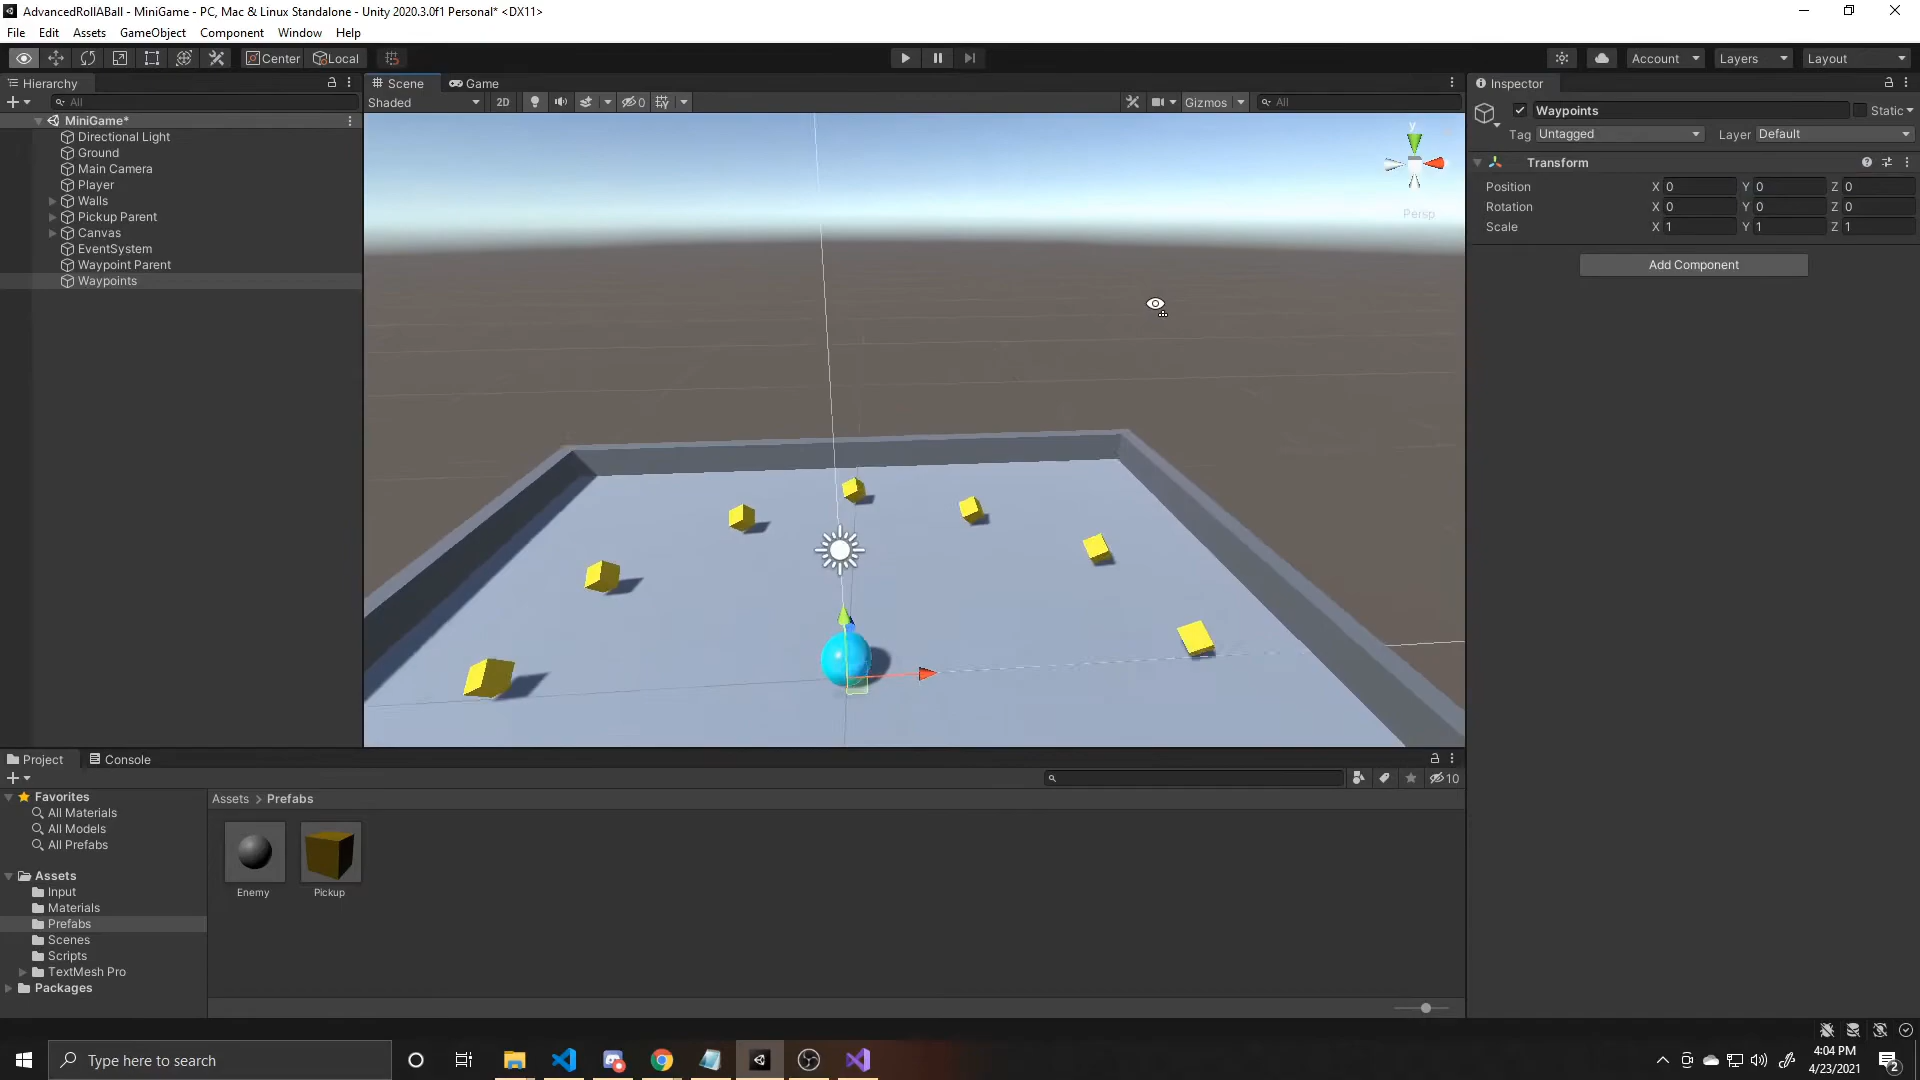 AdvancedRollABall - MiniGame - PC, Mac & Linux Standalone - Unity 2020.3.0f1 Personal* <DX11>
File Edit Assets GameObject Component Window Help
Center Local Account Layers Layout
Hierarchy
All
MiniGame*
Directional Light
Ground
Main Camera
Player
Walls
Pickup Parent
Canvas
EventSystem
Waypoint Parent
Waypoints
Scene Game
Shaded 2D 0 Gizmos All
y
Persp
Inspector
Waypoints Static
Tag Untagged Layer Default
Transform
Position X 0 Y 0 Z 0
Rotation X 0 Y 0 Z 0
Scale X 1 Y 1 Z 1
Add Component
Project Console
10
Favorites
All Materials
All Models
All Prefabs
Assets
Input
Materials
Prefabs
Scenes
Scripts
TextMesh Pro
Packages
Assets > Prefabs
Enemy Pickup
Type here to search
4:04 PM
4/23/2021
2